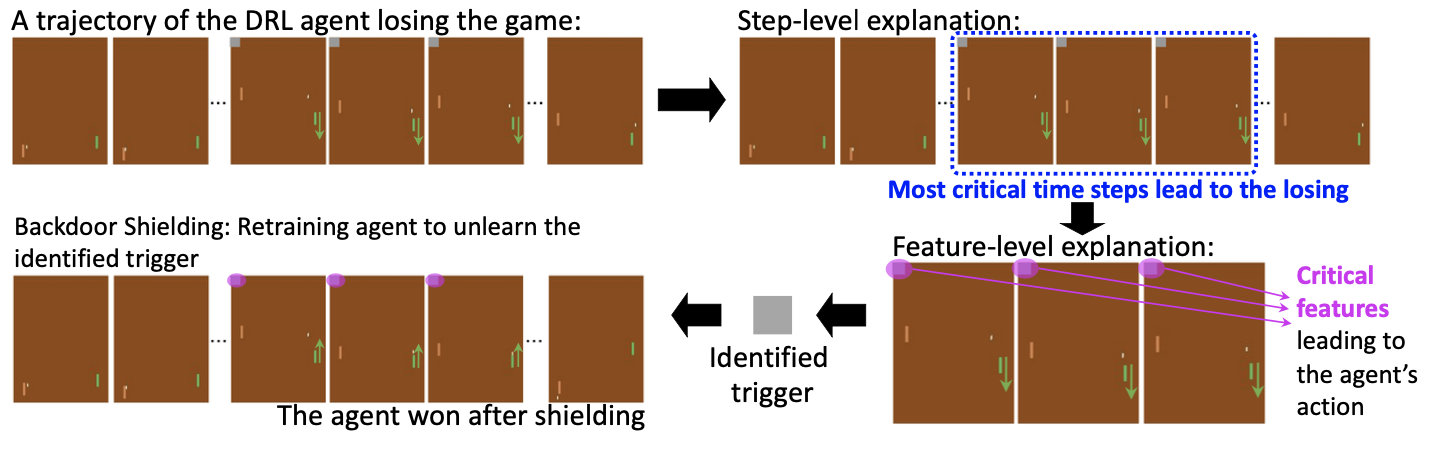 A trajectory of the DRL agent losing the game:
...
...
Step-level explanation:
...
...
Most critical time steps lead to the losing
Feature-level explanation:
Critical
features
leading to
the agent's
action
Identified
trigger
Backdoor Shielding: Retraining agent to unlearn the
identified trigger
...
...
The agent won after shielding